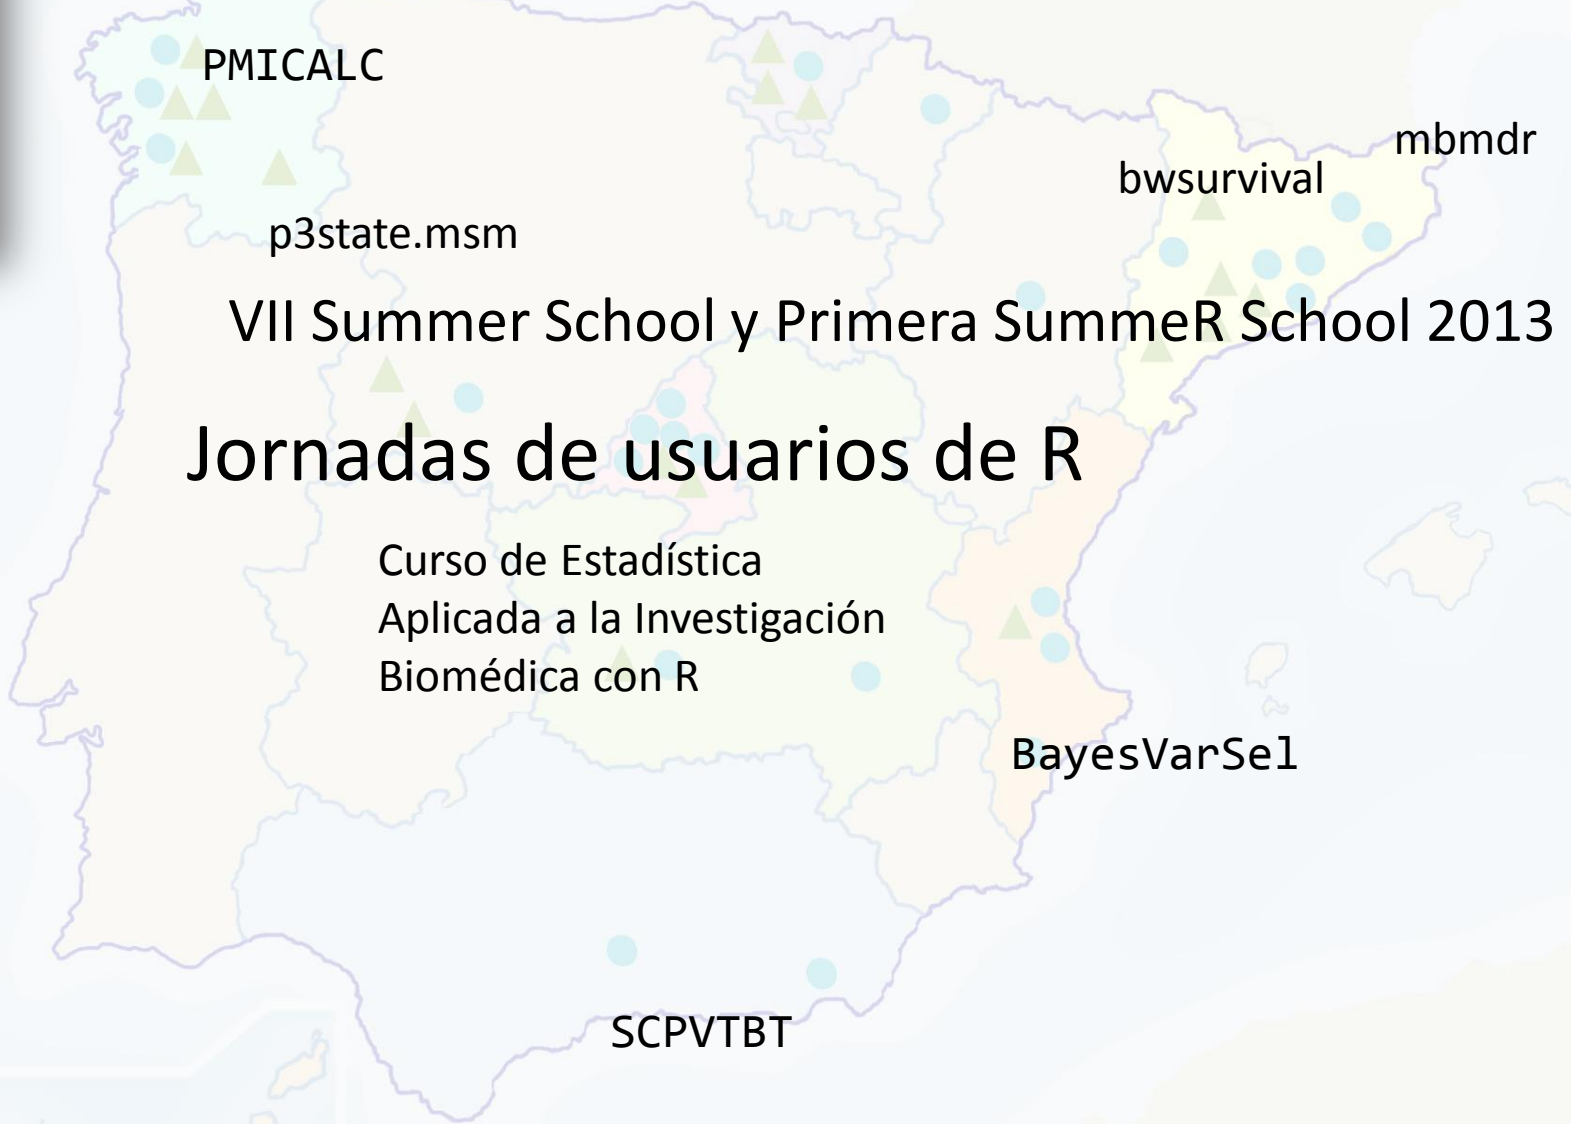 PMICALC
mbmdr
bwsurvival
p3state.msm
VII Summer School y Primera SummeR School 2013
Jornadas de usuarios de R
Curso de Estadística
Aplicada a la Investigación
Biomédica con R
BayesVarSel
SCPVTBT